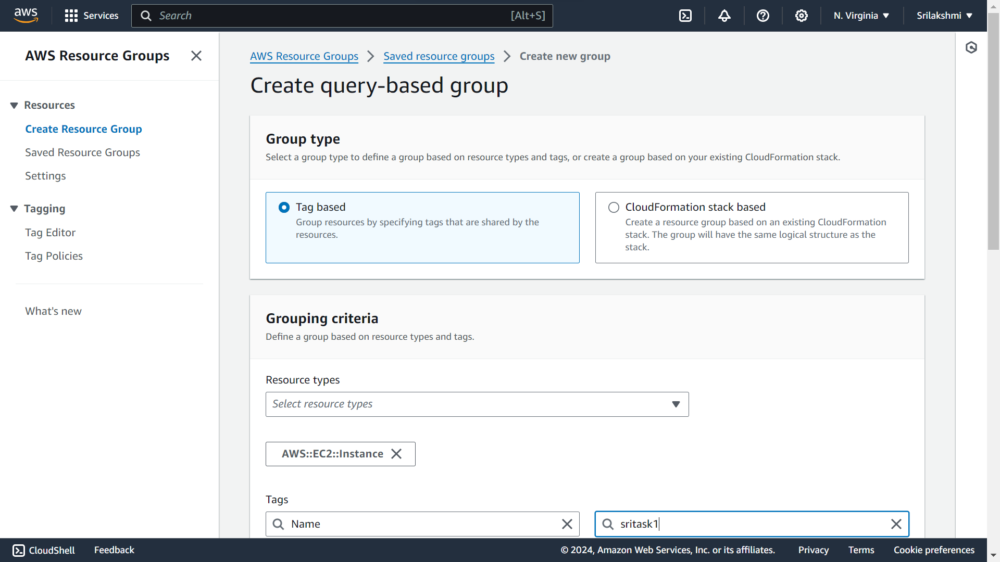 aws
Services
Search
[Alt+S]
N. Virginia
Srilakshmi
AWS Resource Groups
Resources
Create Resource Group
Saved Resource Groups
Settings
Tagging
Tag Editor
Tag Policies
What's new
AWS Resource Groups
Saved resource groups
Create new group
Create query-based group
Group type
Select a group type to define a group based on resource types and tags, or create a group based on your existing CloudFormation stack.
Tag based
Group resources by specifying tags that are shared by the
resources.
CloudFormation stack based
Create a resource group based on an existing CloudFormation
stack. The group will have the same logical structure as the
stack.
Grouping criteria
Define a group based on resource types and tags.
Resource types
Select resource types
AWS::EC2::Instance
Tags
Name
sritask1
CloudShell
Feedback
© 2024, Amazon Web Services, Inc. or its affiliates.
Privacy
Terms
Cookie preferences